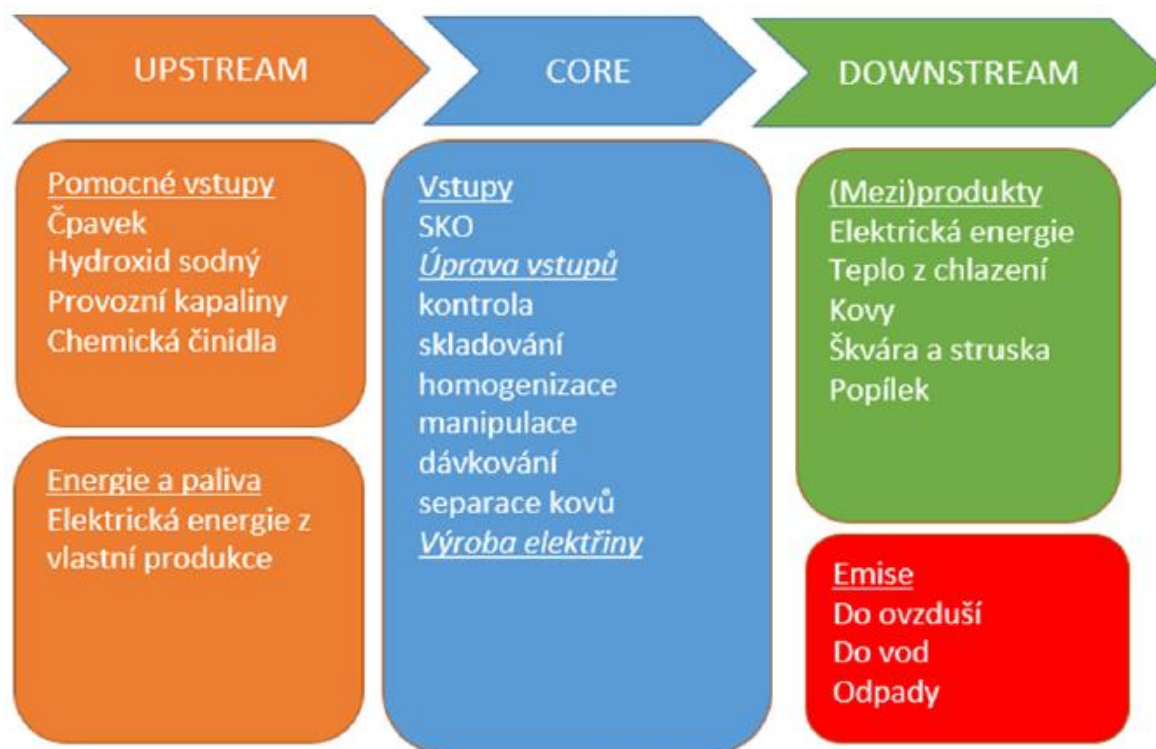 UPSTREAM
CORE
DOWNSTREAM
Pomocné vstupy
Čpavek
Hydroxid sodný
Provozní kapaliny
Chemická činidla
Energie a paliva
Elektrická energie z
vlastní produkce
Vstupy
SKO
Úprava vstupů
kontrola
skladování
homogenizace
manipulace
dávkování
separace kovů
Výroba elektřiny
(Mezi)produkty
Elektrická energie
Teplo z chlazení
Kovy
Škvára a struska
Popílek
Emise
Do ovzduší
Do vod
Odpady